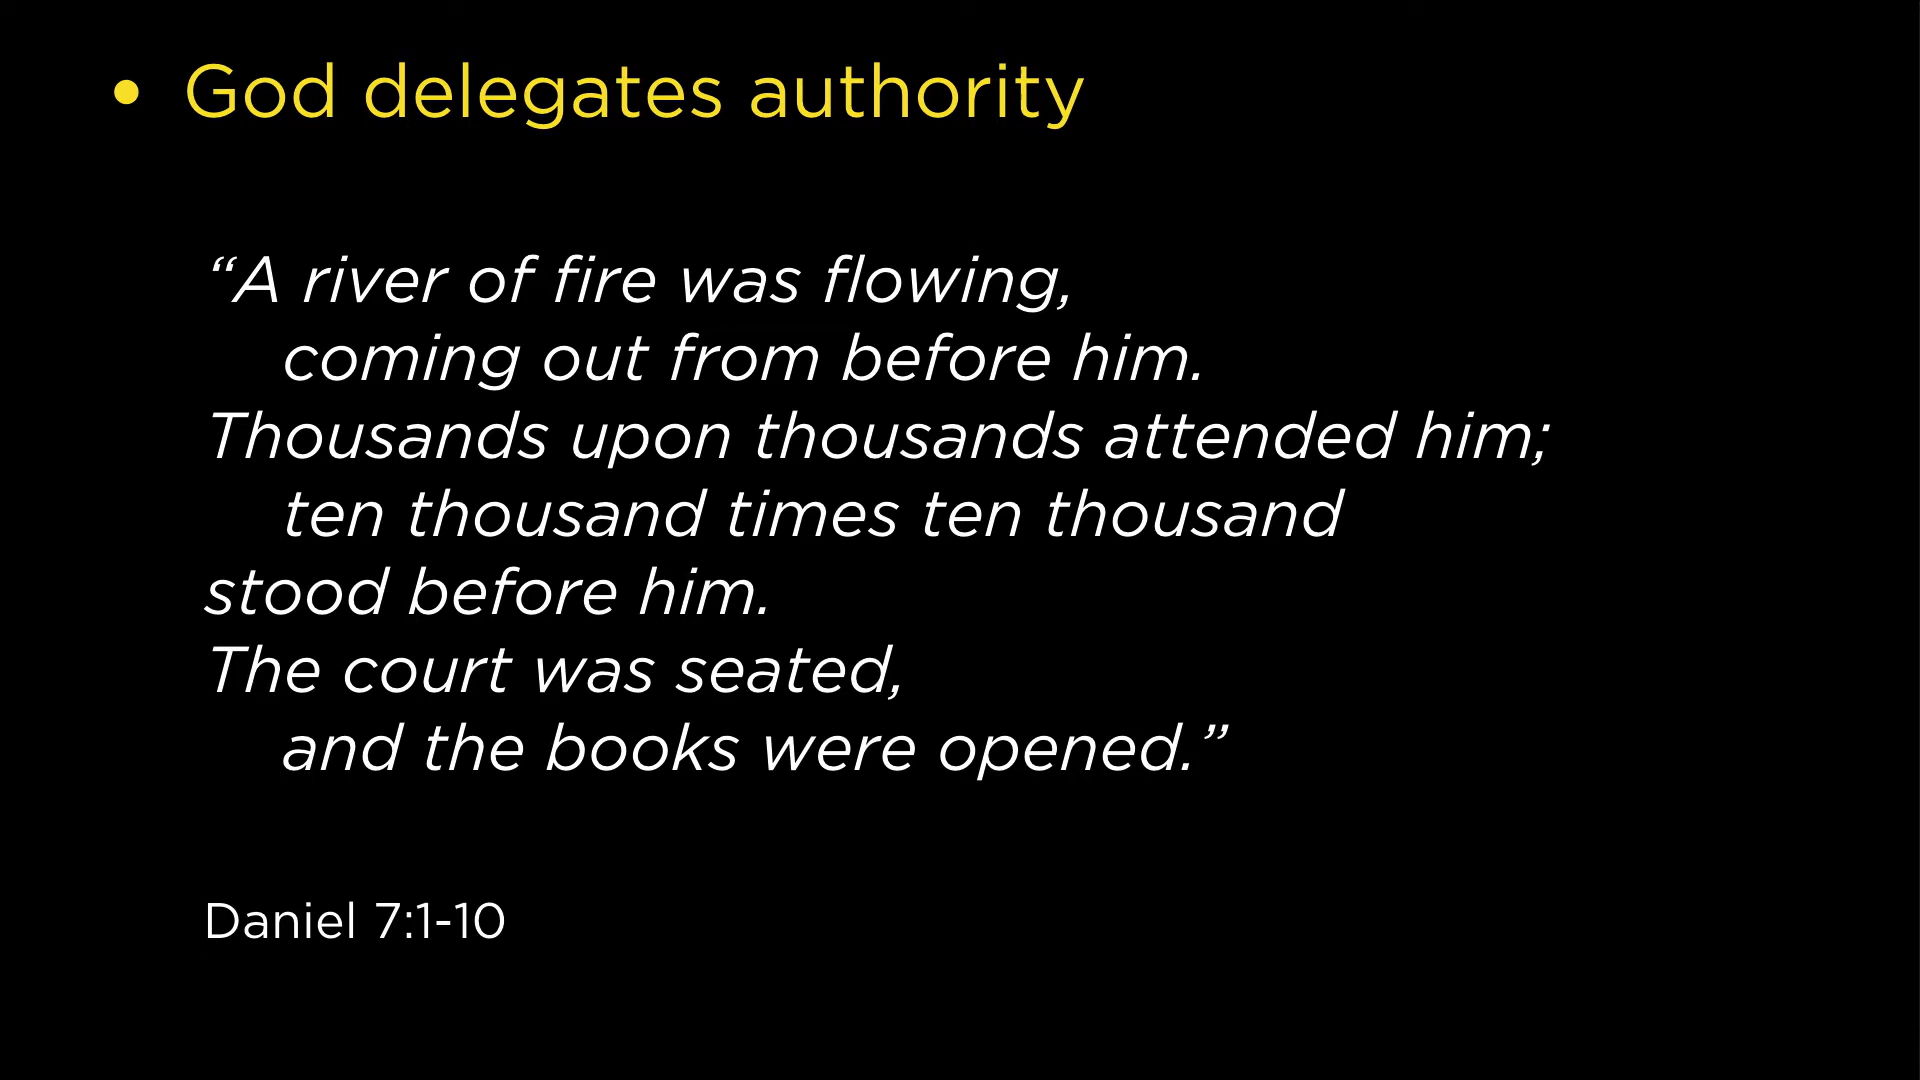 • God delegates authority
“A river of fire was flowing,
coming out from before him.
Thousands upon thousands attended him;
ten thousand times ten thousand
stood before him.
The court was seated,
and the books were opened.”
Daniel 7:1-10